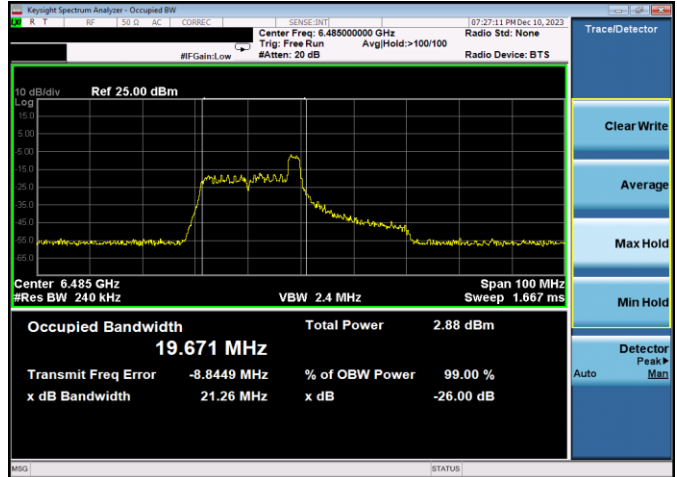 Keysight Spectrum Analyzer - Occupied BW
R T RF 50 Ω AC CORREC SENSE:INT 07:27:11 PM Dec 10, 2023
Center Freq: 6.485000000 GHz Radio Std: None
Trig: Free Run Avg|Hold:>100/100
#IFGain:Low #Atten: 20 dB Radio Device: BTS
Trace/Detector
10 dB/div Ref 25.00 dBm
Log
15.0
5.00
-5.00
-15.0
-25.0
-35.0
-45.0
-55.0
-65.0
Center 6.485 GHz Span 100 MHz
#Res BW 240 kHz VBW 2.4 MHz Sweep 1.667 ms
Occupied Bandwidth Total Power 2.88 dBm
19.671 MHz
Transmit Freq Error -8.8449 MHz % of OBW Power 99.00 %
x dB Bandwidth 21.26 MHz x dB -26.00 dB
Clear Write
Average
Max Hold
Min Hold
Detector
Peak▶
Auto Man
MSG STATUS